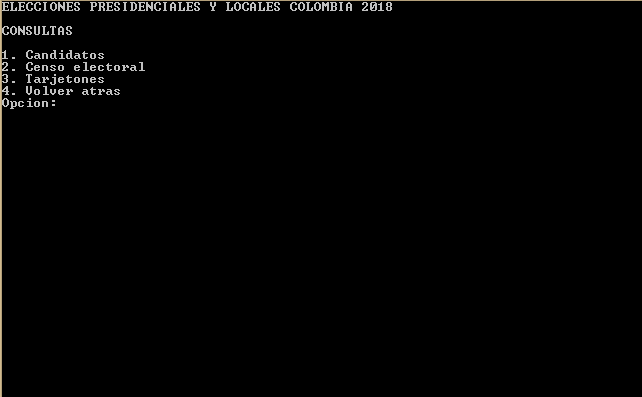 ELECCIONES PRESIDENCIALES Y LOCALES COLOMBIA 2018
CONSULTAS
1. Candidatos
2. Censo electoral
3. Tarjetones
4. Volver atras
Opcion: